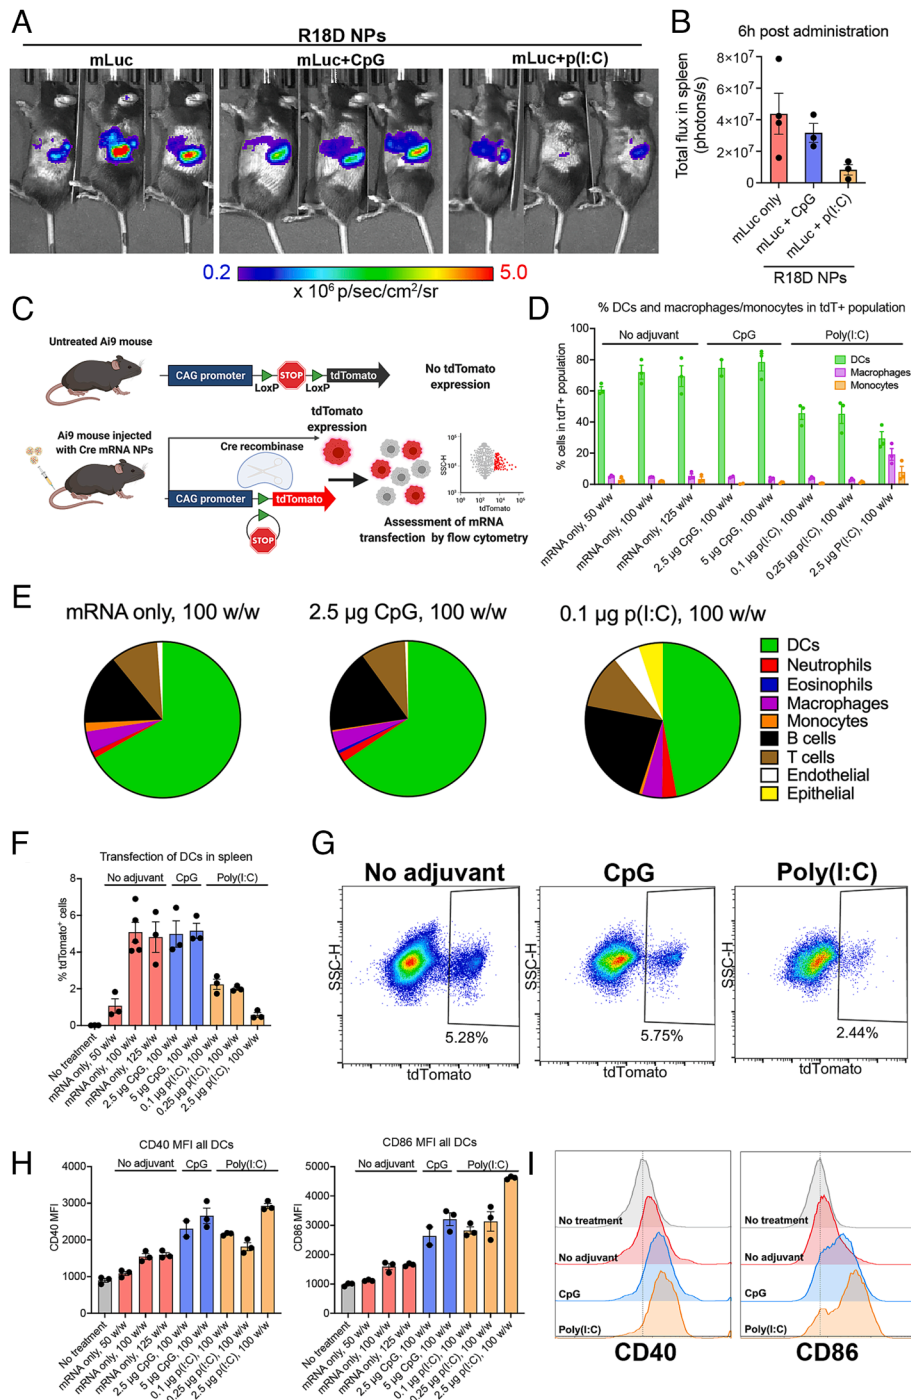 A
R18D NPs
mLuc
mLuc+CpG
mLuc+p(I:C)
0.2
5.0
x 10⁶ p/sec/cm²/sr
B
6h post administration
Total flux in spleen
(photons/s)
8×10⁷
6×10⁷
4×10⁷
2×10⁷
0
mLuc only
mLuc + CpG
mLuc + p(I:C)
R18D NPs
C
Untreated Ai9 mouse
CAG promoter
STOP
tdTomato
LoxP
LoxP
No tdTomato
expression
Ai9 mouse injected
with Cre mRNA NPs
tdTomato
expression
Cre recombinase
CAG promoter
tdTomato
STOP
SSC-H
tdTomato
Assessment of mRNA
transfection by flow cytometry
D
% DCs and macrophages/monocytes in tdT+ population
% cells in tdT+ population
100
80
60
40
20
0
No adjuvant
CpG
Poly(I:C)
DCs
Macrophages
Monocytes
mRNA only, 50 w/w
mRNA only, 100 w/w
mRNA only, 125 w/w
2.5 µg CpG, 100 w/w
5 µg CpG, 100 w/w
0.1 µg p(I:C), 100 w/w
0.25 µg p(I:C), 100 w/w
2.5 µg P(I:C), 100 w/w
E
mRNA only, 100 w/w
2.5 µg CpG, 100 w/w
0.1 µg p(I:C), 100 w/w
DCs
Neutrophils
Eosinophils
Macrophages
Monocytes
B cells
T cells
Endothelial
Epithelial
F
Transfection of DCs in spleen
No adjuvant
CpG
Poly(I:C)
% tdTomato⁺ cells
8
6
4
2
0
No treatment
mRNA only, 50 w/w
mRNA only, 100 w/w
mRNA only, 125 w/w
2.5 µg CpG, 100 w/w
5 µg CpG, 100 w/w
0.1 µg p(I:C), 100 w/w
0.25 µg p(I:C), 100 w/w
2.5 µg p(I:C), 100 w/w
G
No adjuvant
CpG
Poly(I:C)
SSC-H
SSC-H
SSC-H
5.28%
5.75%
2.44%
tdTomato
tdTomato
tdTomato
H
CD40 MFI all DCs
No adjuvant
CpG
Poly(I:C)
CD40 MFI
4000
3000
2000
1000
0
No treatment
mRNA only, 50 w/w
mRNA only, 100 w/w
mRNA only, 125 w/w
2.5 µg CpG, 100 w/w
5 µg CpG, 100 w/w
0.1 µg p(I:C), 100 w/w
0.25 µg p(I:C), 100 w/w
2.5 µg p(I:C), 100 w/w
CD86 MFI all DCs
No adjuvant
CpG
Poly(I:C)
CD86 MFI
5000
4000
3000
2000
1000
0
No treatment
mRNA only, 50 w/w
mRNA only, 100 w/w
mRNA only, 125 w/w
2.5 µg CpG, 100 w/w
5 µg CpG, 100 w/w
0.1 µg p(I:C), 100 w/w
0.25 µg p(I:C), 100 w/w
2.5 µg p(I:C), 100 w/w
I
No treatment
No adjuvant
CpG
Poly(I:C)
CD40
No treatment
No adjuvant
CpG
Poly(I:C)
CD86